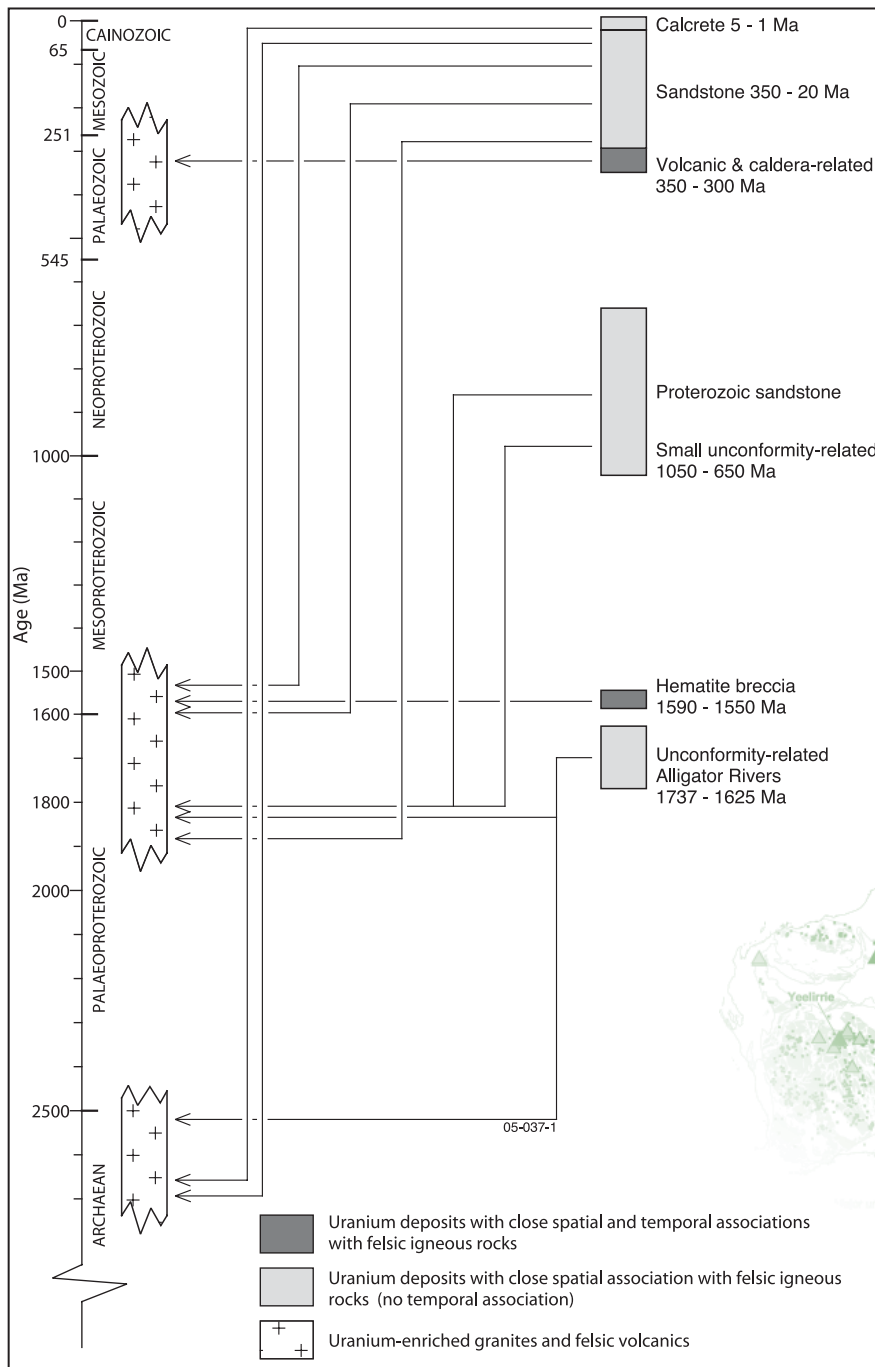 0
CAINOZOIC
65
MESOZOIC
251
PALAEOZOIC
545
NEOPROTEROZOIC
1000
MESOPROTEROZOIC
Age (Ma)
1500
1600
1800
2000
PALAEOPROTEROZOIC
2500
ARCHAEAN
Calcrete 5 - 1 Ma
Sandstone 350 - 20 Ma
Volcanic & caldera-related
350 - 300 Ma
Proterozoic sandstone
Small unconformity-related
1050 - 650 Ma
Hematite breccia
1590 - 1550 Ma
Unconformity-related
Alligator Rivers
1737 - 1625 Ma
Yeelirrie
05-037-1
Uranium deposits with close spatial and temporal associations
with felsic igneous rocks
Uranium deposits with close spatial association with felsic igneous
rocks (no temporal association)
Uranium-enriched granites and felsic volcanics